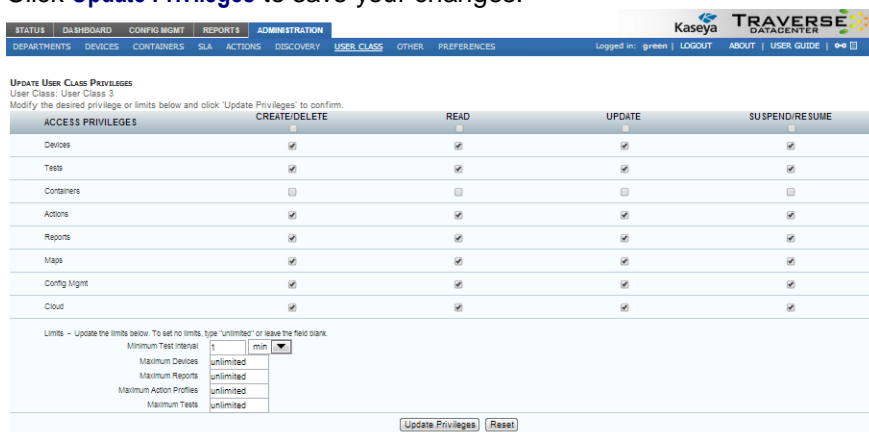 Click Update Privileges to save your changes.
STATUS DASHBOARD CONFIG MGMT REPORTS ADMINISTRATION Kaseya TRAVERSE DATACENTER
DEPARTMENTS DEVICES CONTAINERS SLA ACTIONS DISCOVERY USER CLASS OTHER PREFERENCES Logged in: green | LOGOUT ABOUT | USER GUIDE |
UPDATE USER CLASS PRIVILEGES
User Class: User Class 3
Modify the desired privilege or limits below and click 'Update Privileges' to confirm.
ACCESS PRIVILEGES CREATE/DELETE READ UPDATE SUSPEND/RESUME
Devices
Tests
Containers
Actions
Reports
Maps
Config Mgmt
Cloud
Limits - Update the limits below. To set no limits, type "unlimited" or leave the field blank.
Minimum Test Interval 1 min
Maximum Devices unlimited
Maximum Reports unlimited
Maximum Action Profiles unlimited
Maximum Tests unlimited
Update Privileges Reset